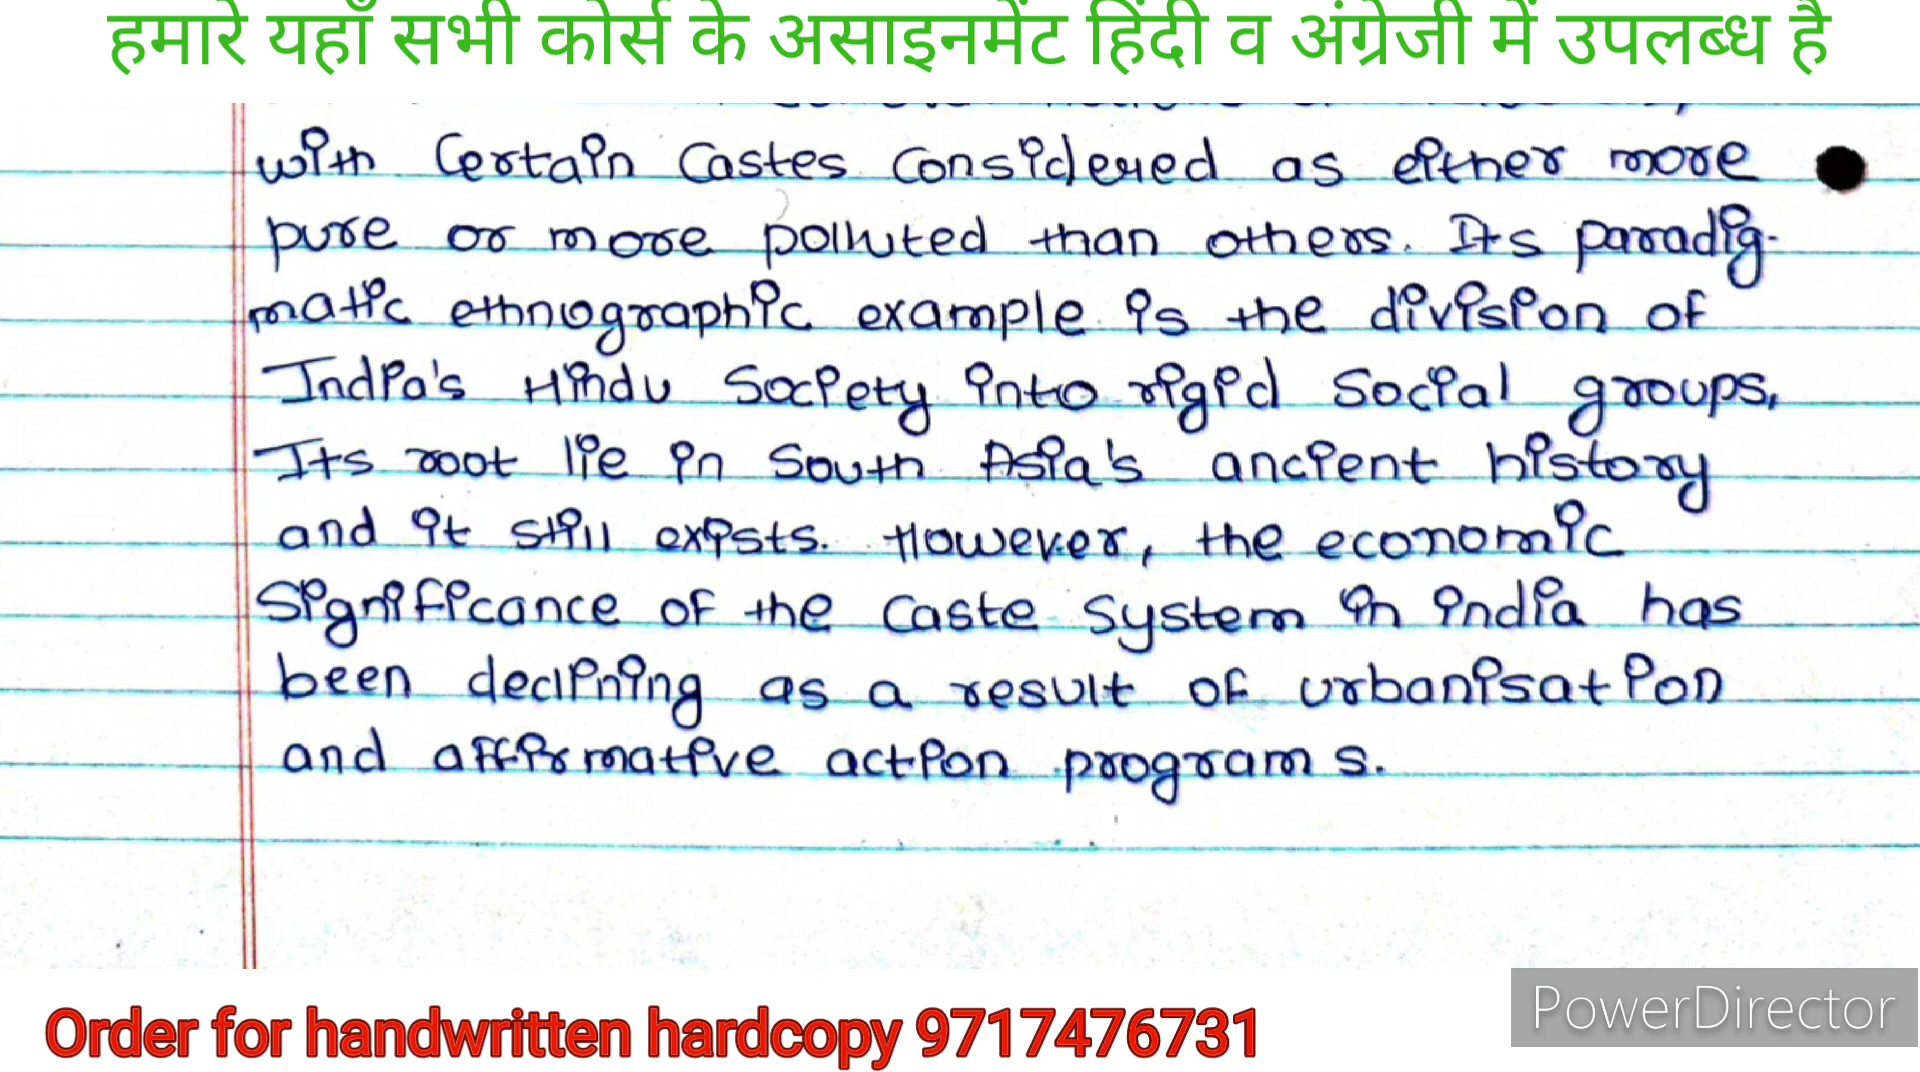 हमारे यहाँ सभी कोर्स के असाइनमेंट हिंदी व अंग्रेजी में उपलब्ध है
with Certain Castes Considered as either more
pure or more polluted than others. Its paradig-
matic ethnographic example is the division of
India's Hindu Society into rigid Social groups,
Its root lie in South Asia's ancient history
and it still exists. However, the economic
Significance of the Caste System in india has
been declining as a result of urbanisation
and affirmative action programs.
Order for handwritten hardcopy 9717476731
PowerDirector